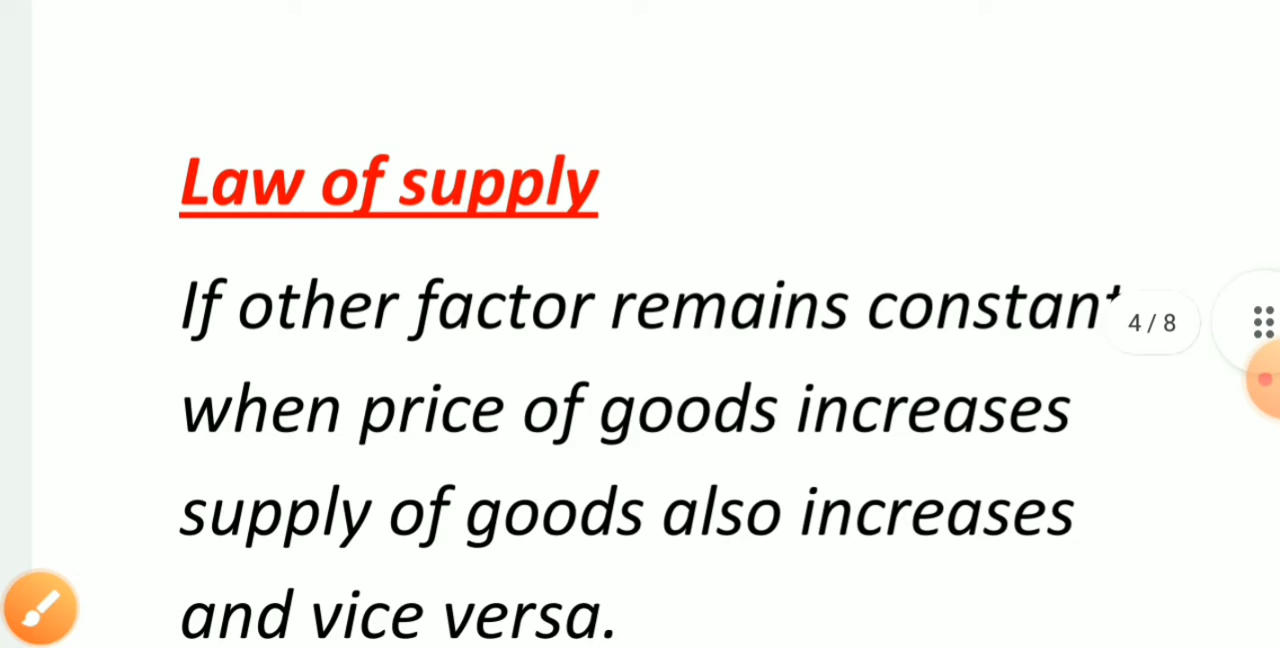 Law of supply
If other factor remains constant
4 / 8
when price of goods increases
supply of goods also increases
and vice versa.